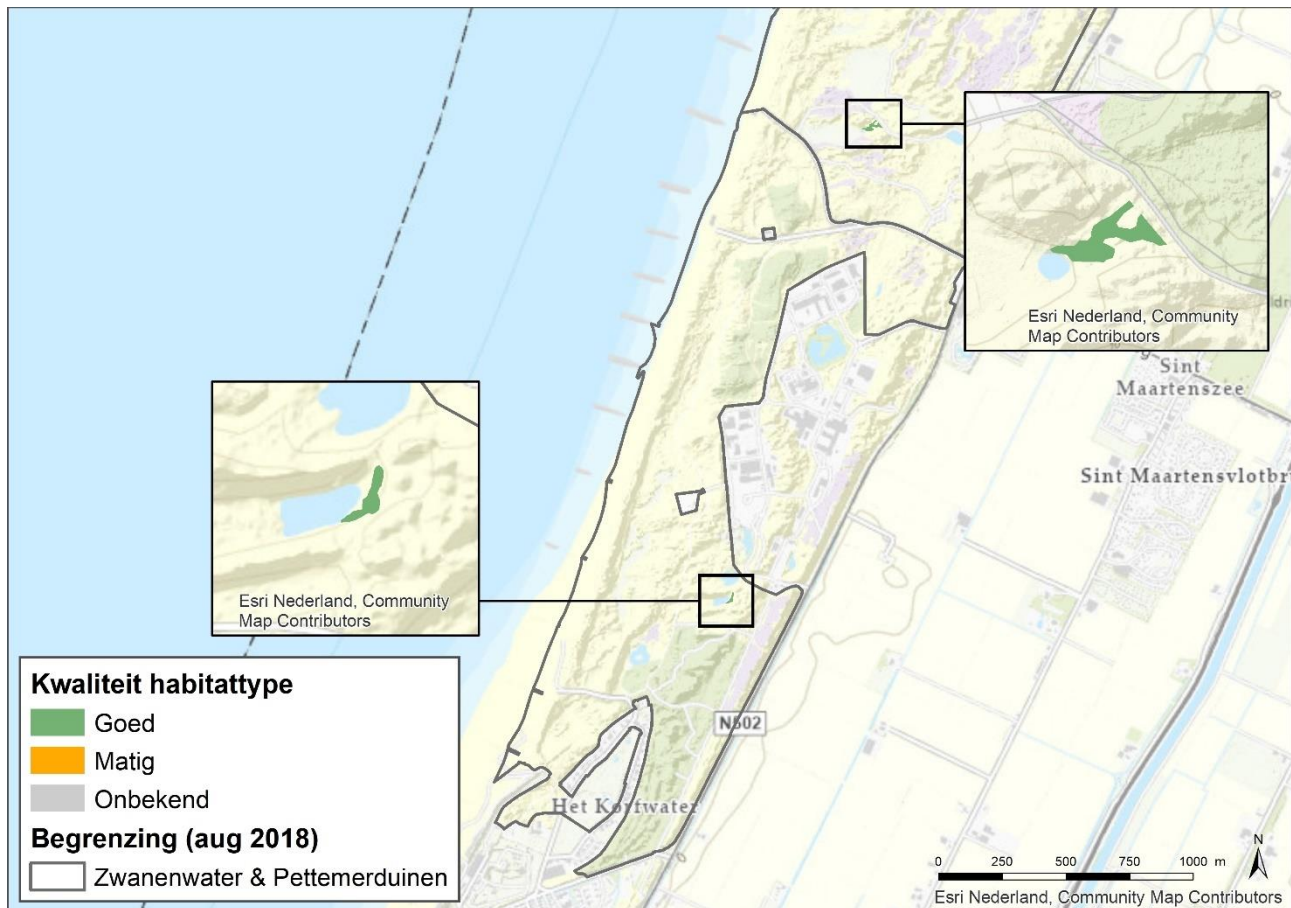 Esri Nederland, Community
Map Contributors
Sint
Maartenszee
Sint Maartensvlotbr
Esri Nederland, Community
Map Contributors
N502
Het Korfwater
Kwaliteit habitattype
Goed
Matig
Onbekend
Begrenzing (aug 2018)
Zwanenwater & Pettemerduinen
N
0 250 500 750 1000 m
Esri Nederland, Community Map Contributors